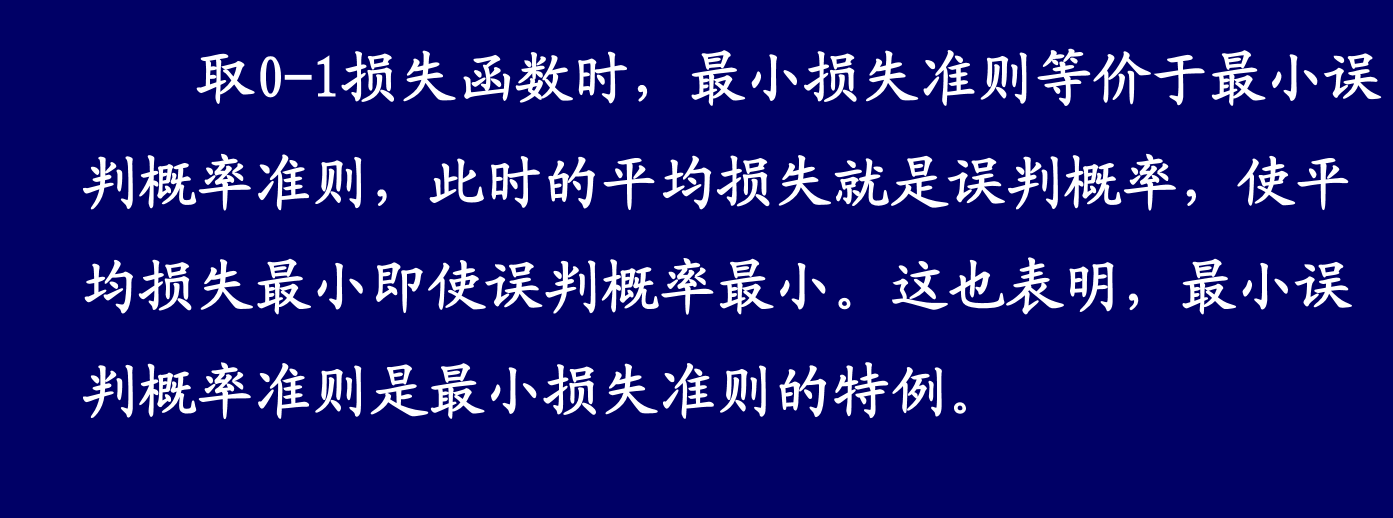 取0-1损失函数时，最小损失准则等价于最小误
判概率准则，此时的平均损失就是误判概率，使平
均损失最小即使误判概率最小。这也表明，最小误
判概率准则是最小损失准则的特例。